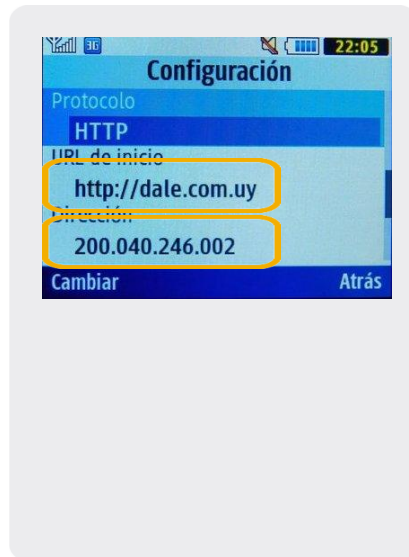 3G 22:05
Configuración
Protocolo
HTTP
URL de inicio
http://dale.com.uy
Dirección
200.040.246.002
Cambiar Atrás